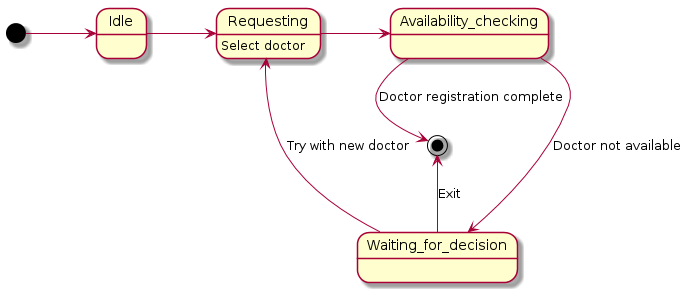 Idle
Requesting
Select doctor
Availability_checking
Doctor registration complete
Try with new doctor
Doctor not available
Exit
Waiting_for_decision